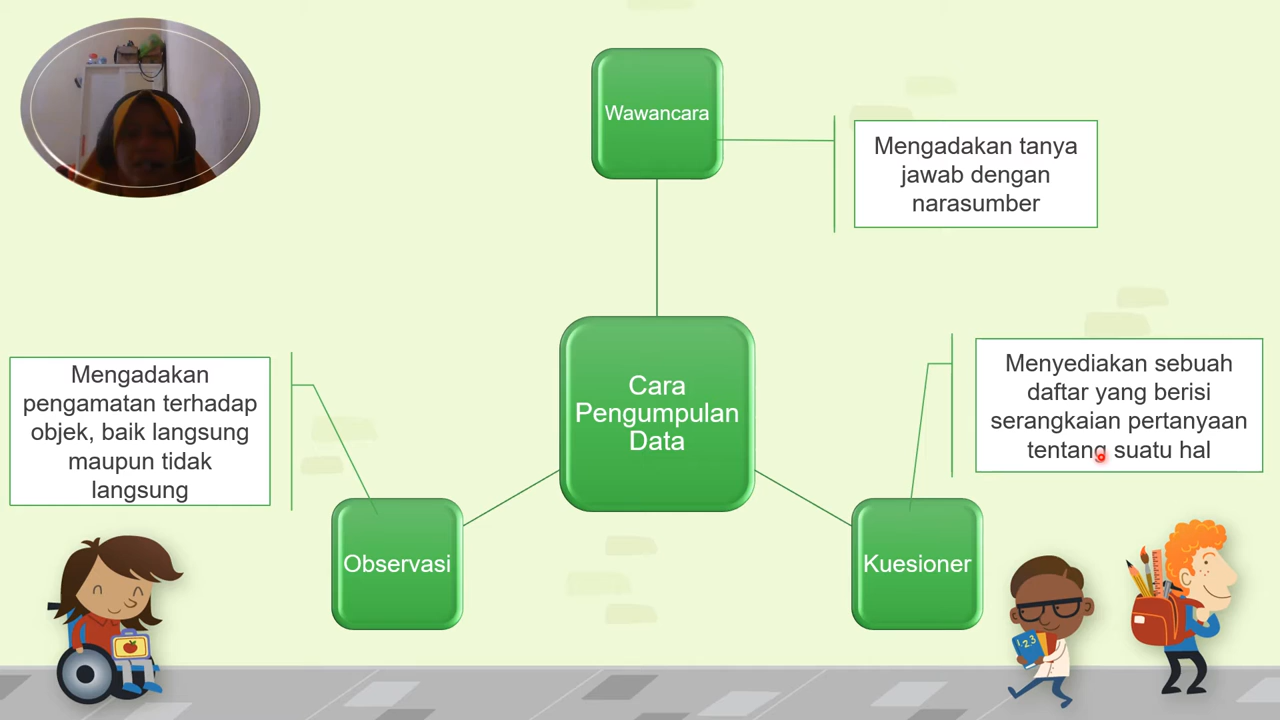 Wawancara
Mengadakan tanya
jawab dengan
narasumber
Cara
Pengumpulan
Data
Mengadakan
pengamatan terhadap
objek, baik langsung
maupun tidak
langsung
Menyediakan sebuah
daftar yang berisi
serangkaian pertanyaan
tentang suatu hal
Observasi
Kuesioner
123